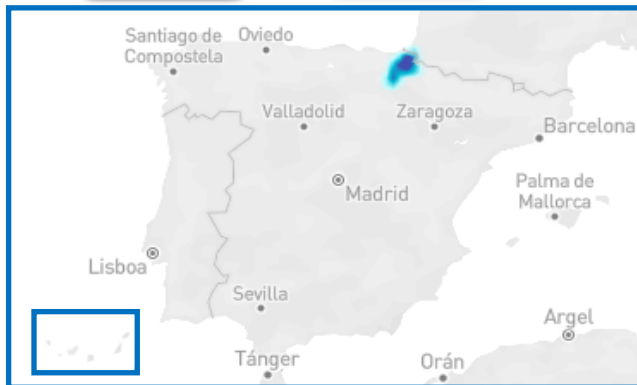 Santiago de
Compostela
Oviedo
Valladolid
Zaragoza
Barcelona
Madrid
Palma de
Mallorca
Lisboa
Sevilla
Argel
Tánger
Orán